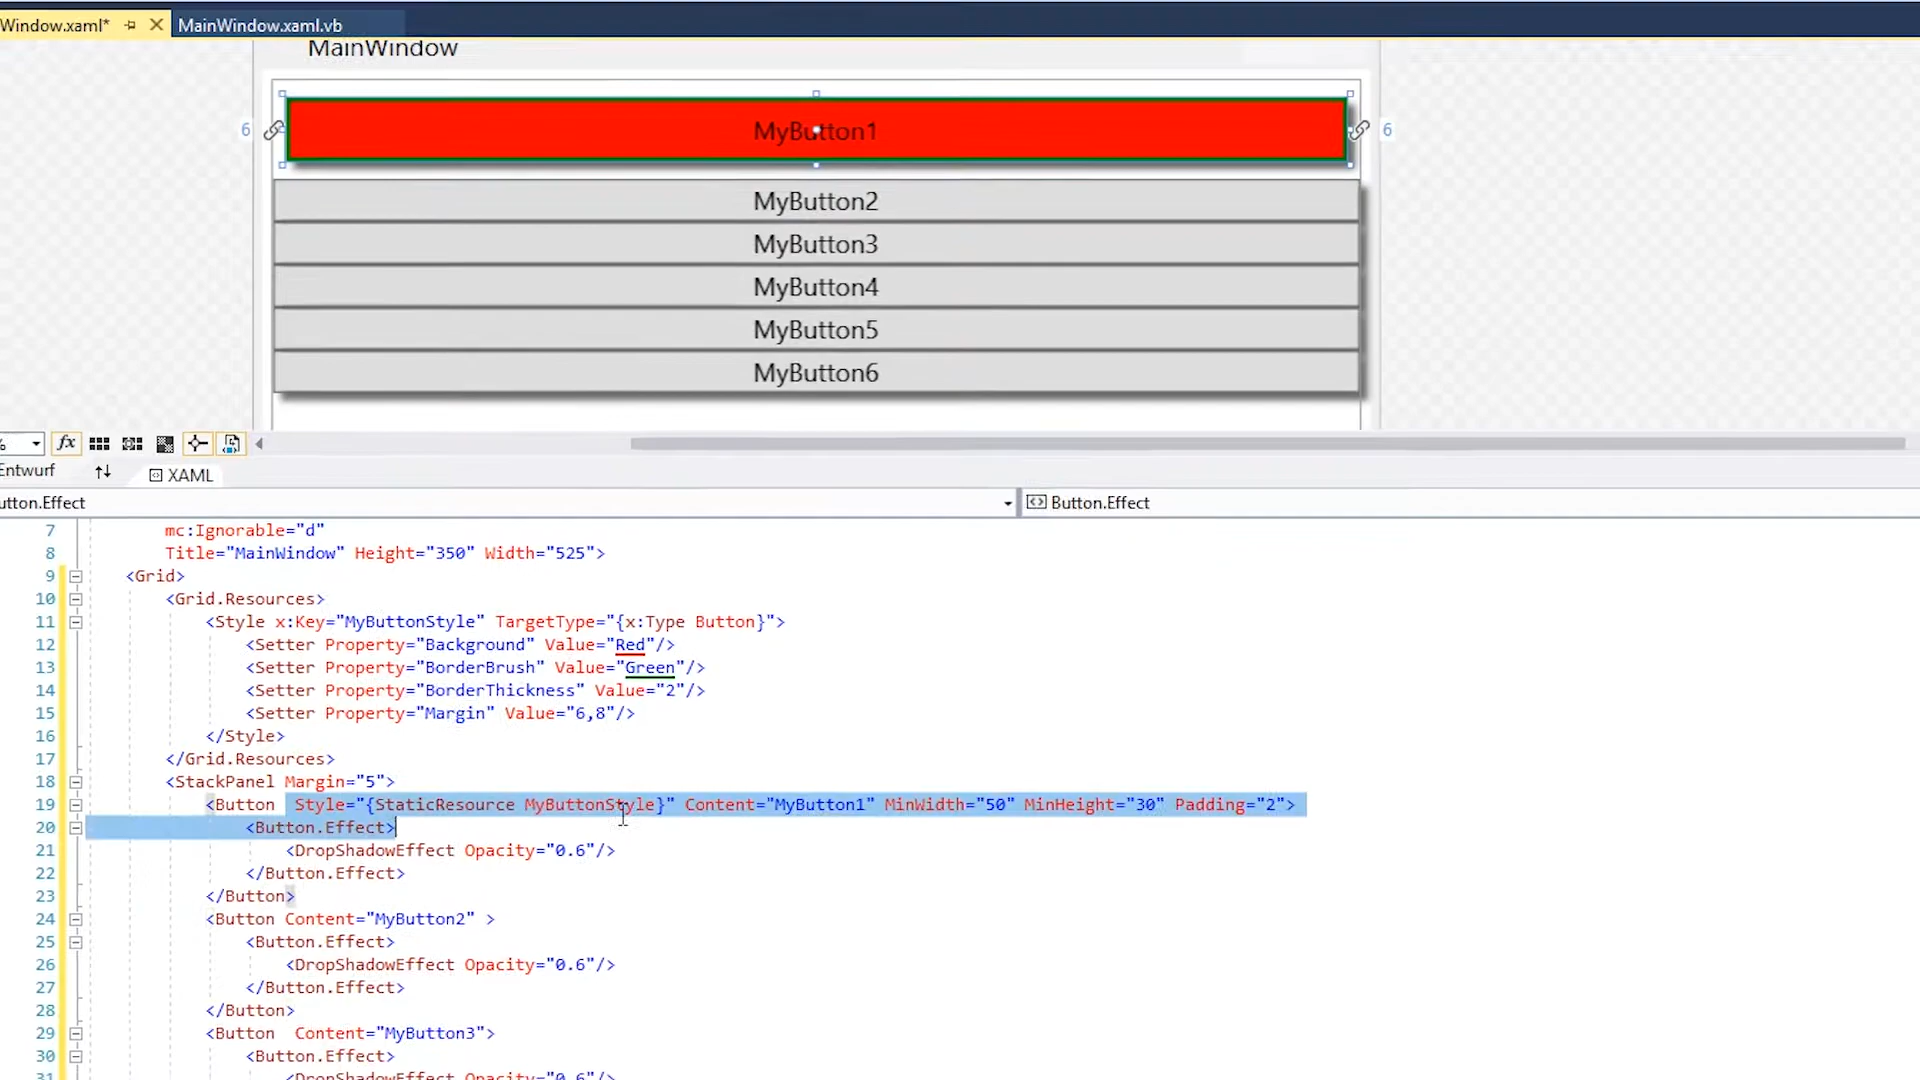 Window.xaml* MainWindow.xaml.vb
MainWindow
6 MyButton1 6
MyButton2
MyButton3
MyButton4
MyButton5
MyButton6
% fx
Entwurf XAML
utton.Effect Button.Effect
7 mc:Ignorable="d"
8 Title="MainWindow" Height="350" Width="525">
9 <Grid>
10 <Grid.Resources>
11 <Style x:Key="MyButtonStyle" TargetType="{x:Type Button}">
12 <Setter Property="Background" Value="Red"/>
13 <Setter Property="BorderBrush" Value="Green"/>
14 <Setter Property="BorderThickness" Value="2"/>
15 <Setter Property="Margin" Value="6,8"/>
16 </Style>
17 </Grid.Resources>
18 <StackPanel Margin="5">
19 <Button  Style="{StaticResource MyButtonStyle}" Content="MyButton1" MinWidth="50" MinHeight="30" Padding="2">
20 <Button.Effect>
21 <DropShadowEffect Opacity="0.6"/>
22 </Button.Effect>
23 </Button>
24 <Button Content="MyButton2" >
25 <Button.Effect>
26 <DropShadowEffect Opacity="0.6"/>
27 </Button.Effect>
28 </Button>
29 <Button  Content="MyButton3">
30 <Button.Effect>
31 <DropShadowEffect Opacity="0.6"/>